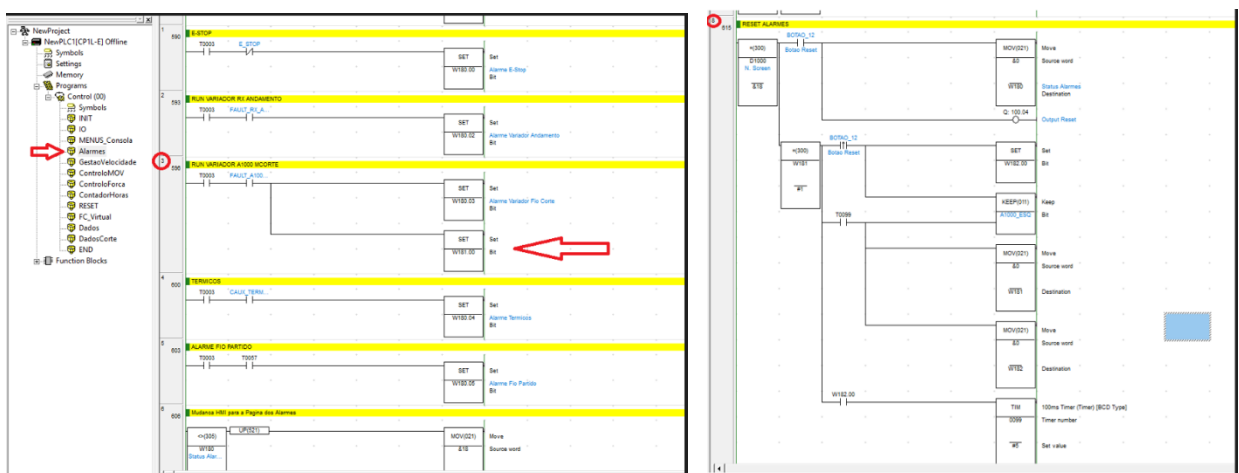 NewProject
NewPLC1[CP1L-E] Offline
Symbols
Settings
Memory
Programs
Control (00)
Symbols
INIT
IO
MENUS_Consola
Alarmes
GestaoVelocidade
ControloMOV
ControloForca
ContadorHoras
RESET
FC_Virtual
Dados
DadosCorte
END
Function Blocks
1
590
E-STOP
T0003
E_STOP
SET
Set
W180.00
Alarme E-Stop
Bit
2
593
RUN VARIADOR RX ANDAMENTO
T0003
FAULT_RX_A...
SET
Set
W180.02
Alarme Variador Andamento
Bit
3
596
RUN VARIADOR A1000 MCORTE
T0003
FAULT_A100...
SET
Set
W180.03
Alarme Variador Fio Corte
Bit
SET
Set
W181.00
Bit
4
600
TERMICOS
T0003
CAUX_TERM...
SET
Set
W180.04
Alarme Termicos
Bit
5
603
ALARME FIO PARTIDO
T0003
T0057
SET
Set
W180.05
Alarme Fio Partido
Bit
6
606
Mudanca HMI para a Pagina dos Alarmes
<>(305)
UP(521)
MOV(021)
Move
W180
Status Alar...
&18
Source word
615
RESET ALARMES
=(300)
BOTAO_12
Botao Reset
MOV(021)
Move
D1000
N. Screen
&0
Source word
&18
W180
Status Alarmes
Destination
Q: 100.04
Output Reset
=(300)
BOTAO_12
Botao Reset
SET
Set
W181
W182.00
Bit
#1
KEEP(011)
Keep
A1000_ESQ
Bit
T0099
MOV(021)
Move
&0
Source word
W181
Destination
MOV(021)
Move
&0
Source word
W182
Destination
W182.00
TIM
100ms Timer (Timer) [BCD Type]
0099
Timer number
Set value